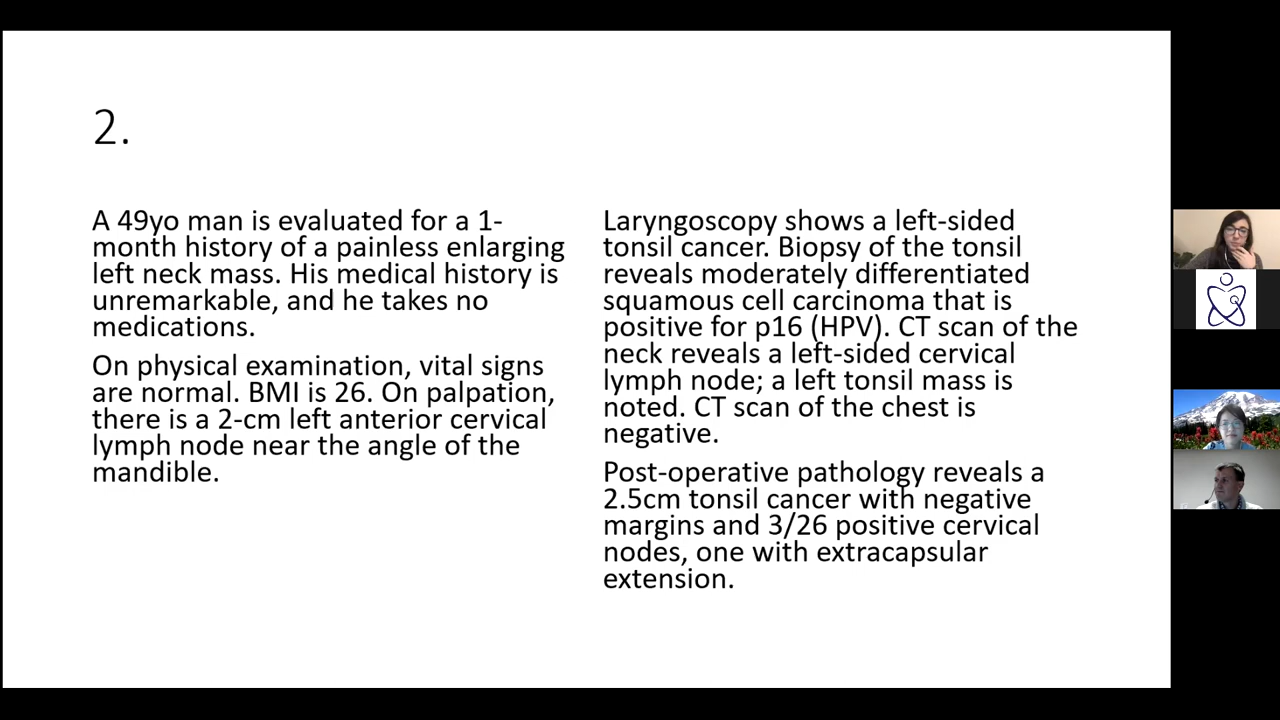 2.
A 49yo man is evaluated for a 1-
month history of a painless enlarging
left neck mass. His medical history is
unremarkable, and he takes no
medications.
On physical examination, vital signs
are normal. BMI is 26. On palpation,
there is a 2-cm left anterior cervical
lymph node near the angle of the
mandible.
Laryngoscopy shows a left-sided
tonsil cancer. Biopsy of the tonsil
reveals moderately differentiated
squamous cell carcinoma that is
positive for p16 (HPV). CT scan of the
neck reveals a left-sided cervical
lymph node; a left tonsil mass is
noted. CT scan of the chest is
negative.
Post-operative pathology reveals a
2.5cm tonsil cancer with negative
margins and 3/26 positive cervical
nodes, one with extracapsular
extension.